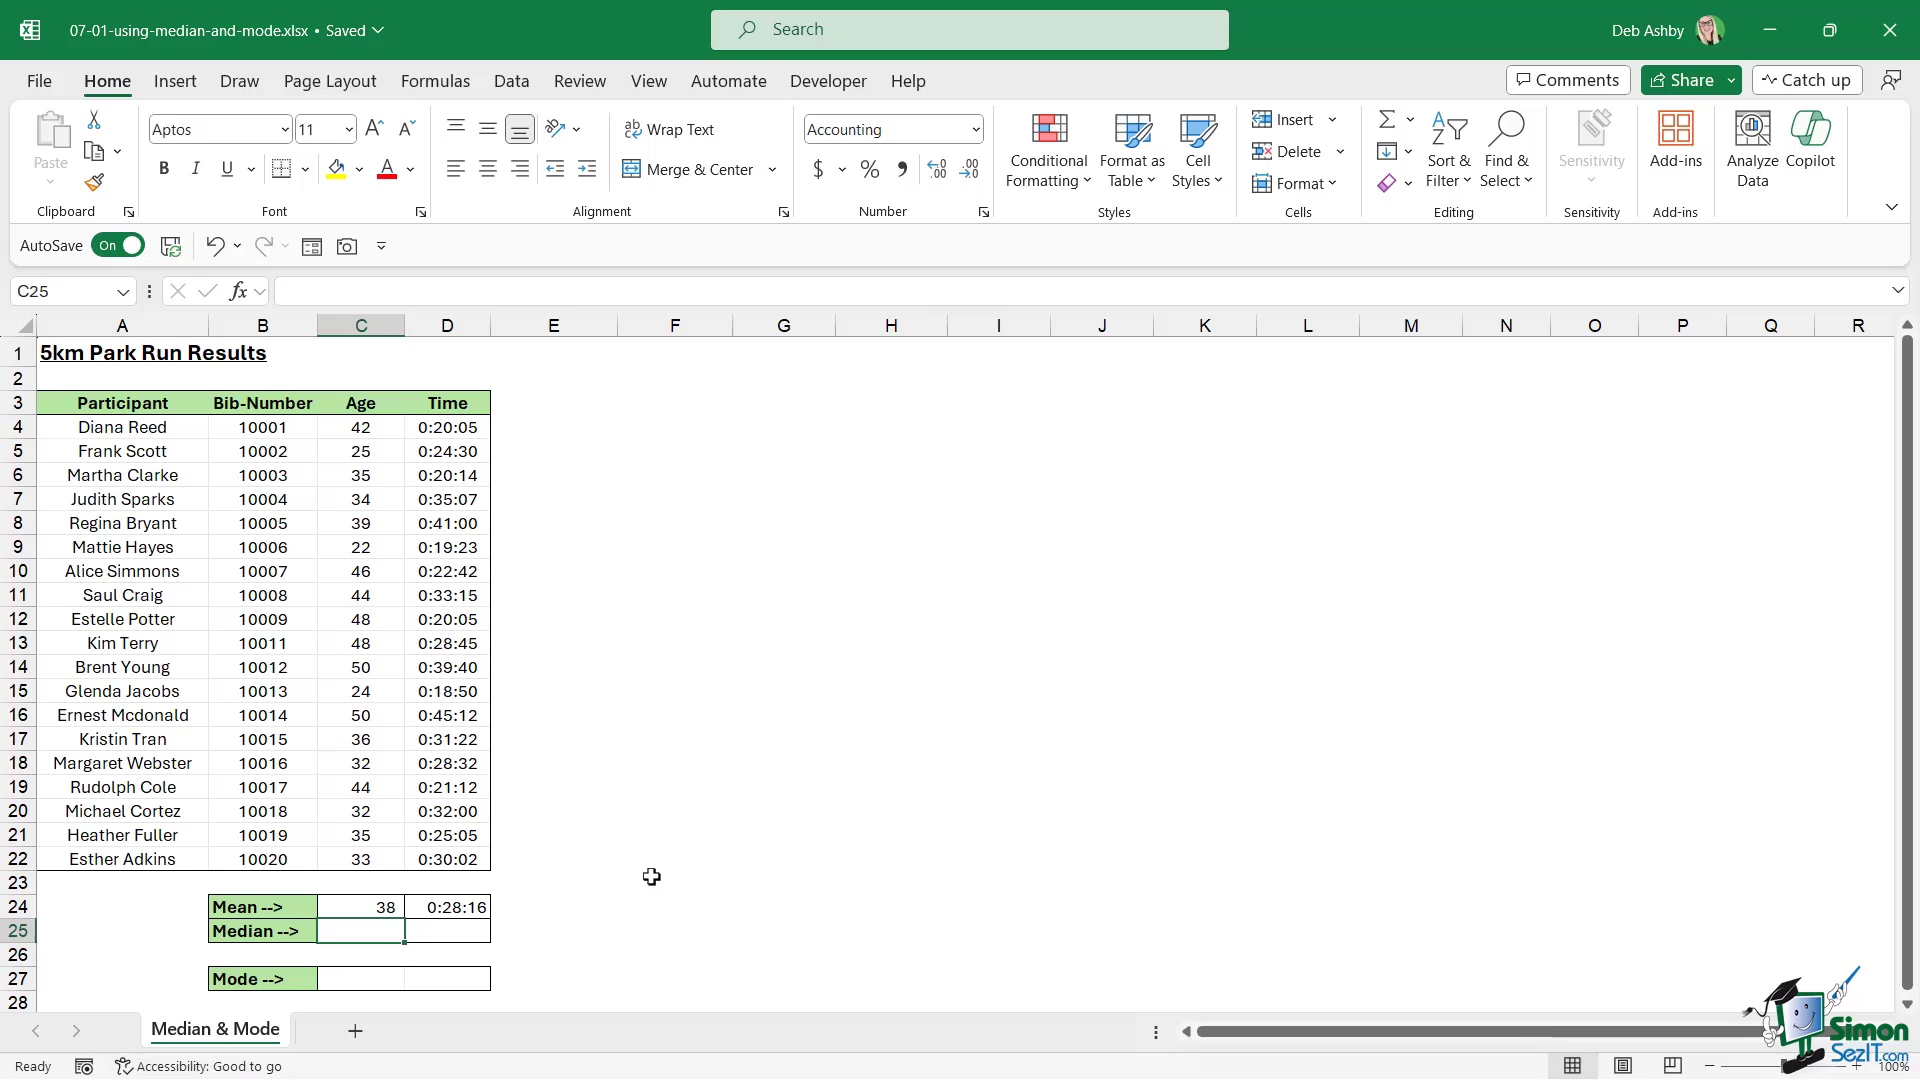 07-01-using-median-and-mode.xlsx • Saved
Search
Deb Ashby
File Home Insert Draw Page Layout Formulas Data Review View Automate Developer Help
Comments Share Catch up
Paste
Clipboard
Aptos 11
B I U A
Font
Wrap Text
Merge & Center
Alignment
Accounting
$ %
Number
Conditional Formatting
Format as Table
Cell Styles
Styles
Insert
Delete
Format
Cells
Sort & Filter
Find & Select
Editing
Sensitivity
Sensitivity
Add-ins
Add-ins
Analyze Data
Copilot
AutoSave On
C25 fx
A B C D E F G H I J K L M N O P Q R
1 5km Park Run Results
2
3 Participant Bib-Number Age Time
4 Diana Reed 10001 42 0:20:05
5 Frank Scott 10002 25 0:24:30
6 Martha Clarke 10003 35 0:20:14
7 Judith Sparks 10004 34 0:35:07
8 Regina Bryant 10005 39 0:41:00
9 Mattie Hayes 10006 22 0:19:23
10 Alice Simmons 10007 46 0:22:42
11 Saul Craig 10008 44 0:33:15
12 Estelle Potter 10009 48 0:20:05
13 Kim Terry 10011 48 0:28:45
14 Brent Young 10012 50 0:39:40
15 Glenda Jacobs 10013 24 0:18:50
16 Ernest Mcdonald 10014 50 0:45:12
17 Kristin Tran 10015 36 0:31:22
18 Margaret Webster 10016 32 0:28:32
19 Rudolph Cole 10017 44 0:21:12
20 Michael Cortez 10018 32 0:32:00
21 Heather Fuller 10019 35 0:25:05
22 Esther Adkins 10020 33 0:30:02
23
24 Mean --> 38 0:28:16
25 Median -->
26
27 Mode -->
28
Median & Mode
Simon
SezIT.com
Ready Accessibility: Good to go 100%